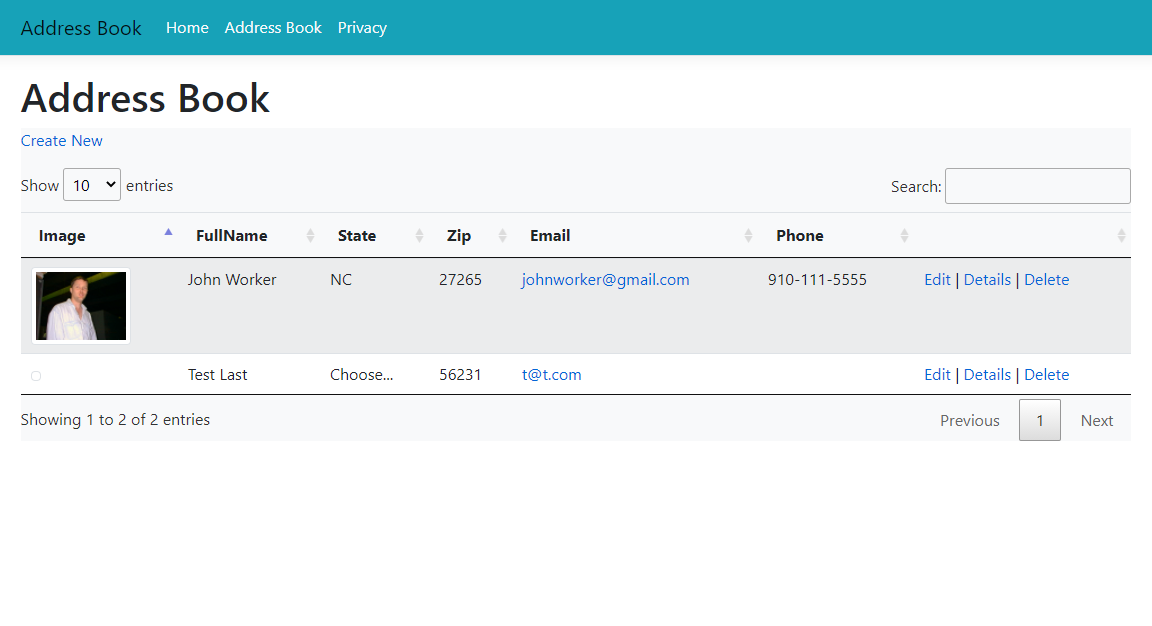 Address Book Home Address Book Privacy
Address Book
Create New
Show 10 entries Search:
Image FullName State Zip Email Phone
John Worker NC 27265 johnworker@gmail.com 910-111-5555 Edit | Details | Delete
Test Last Choose... 56231 t@t.com Edit | Details | Delete
Showing 1 to 2 of 2 entries Previous 1 Next